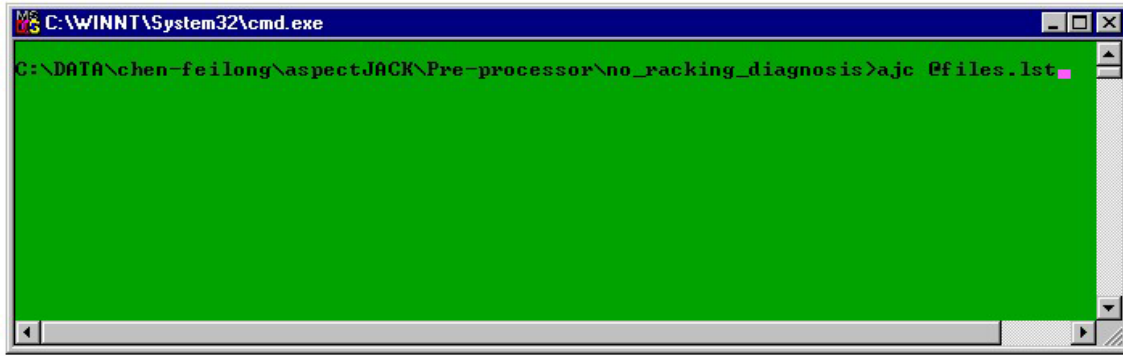 C:\WINNT\System32\cmd.exe
C:\DATA\chen-feilong\aspectJACK\Pre-processor\no_racking_diagnosis>ajc @files.lst